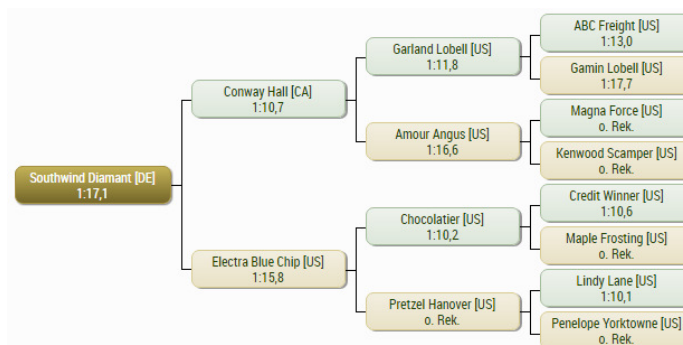 Southwind Diamant [DE]
1:17,1
Conway Hall [CA]
1:10,7
Electra Blue Chip [US]
1:15,8
Garland Lobell [US]
1:11,8
Amour Angus [US]
1:16,6
Chocolatier [US]
1:10,2
Pretzel Hanover [US]
o. Rek.
ABC Freight [US]
1:13,0
Gamin Lobell [US]
1:17,7
Magna Force [US]
o. Rek.
Kenwood Scamper [US]
o. Rek.
Credit Winner [US]
1:10,6
Maple Frosting [US]
o. Rek.
Lindy Lane [US]
1:10,1
Penelope Yorktowne [US]
o. Rek.